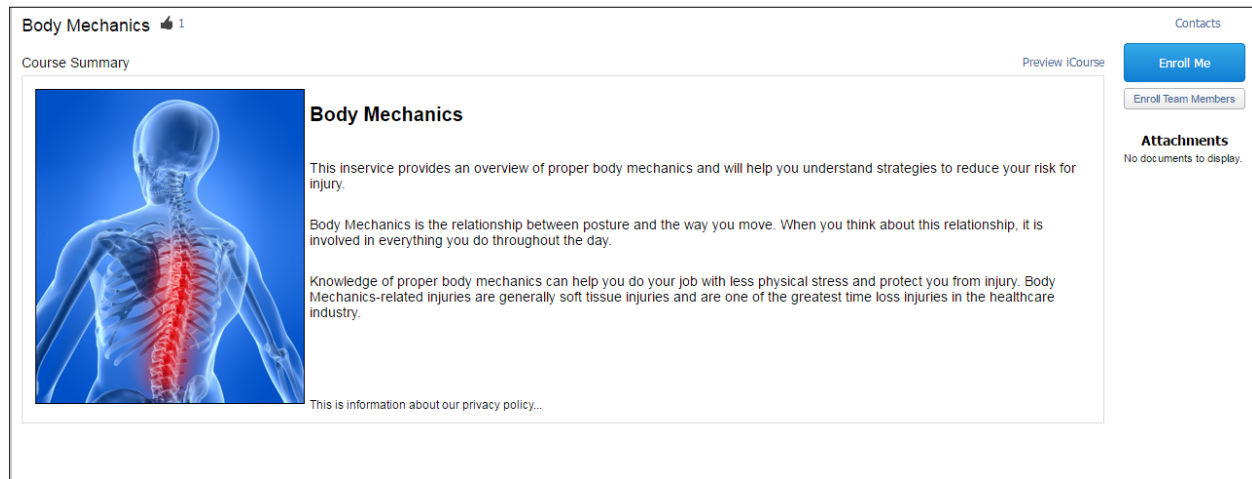 Body Mechanics 1
Contacts
Course Summary
Preview iCourse
Enroll Me
Enroll Team Members
Attachments
No documents to display.
Body Mechanics
This inservice provides an overview of proper body mechanics and will help you understand strategies to reduce your risk for
injury.
Body Mechanics is the relationship between posture and the way you move. When you think about this relationship, it is
involved in everything you do throughout the day.
Knowledge of proper body mechanics can help you do your job with less physical stress and protect you from injury. Body
Mechanics-related injuries are generally soft tissue injuries and are one of the greatest time loss injuries in the healthcare
industry.
This is information about our privacy policy...